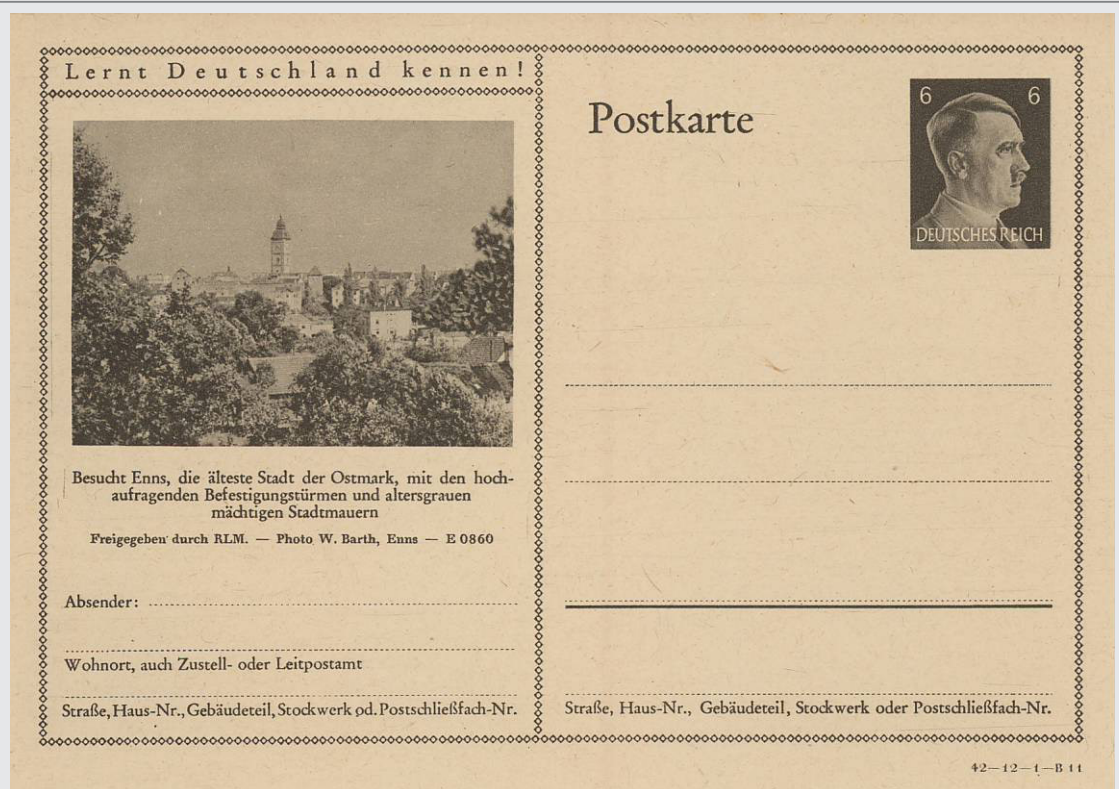 Lernt Deutschland kennen!
Besucht Enns, die älteste Stadt der Ostmark, mit den hoch-
aufragenden Befestigungstürmen und altersgrauen
mächtigen Stadtmauern
Freigegeben durch RLM. — Photo W. Barth, Enns — E 0860
Absender:
Wohnort, auch Zustell- oder Leitpostamt
Straße, Haus-Nr., Gebäudeteil, Stockwerk od. Postschließfach-Nr.
Postkarte
6 6
DEUTSCHES REICH
Straße, Haus-Nr., Gebäudeteil, Stockwerk oder Postschließfach-Nr.
42—12—1—B 11